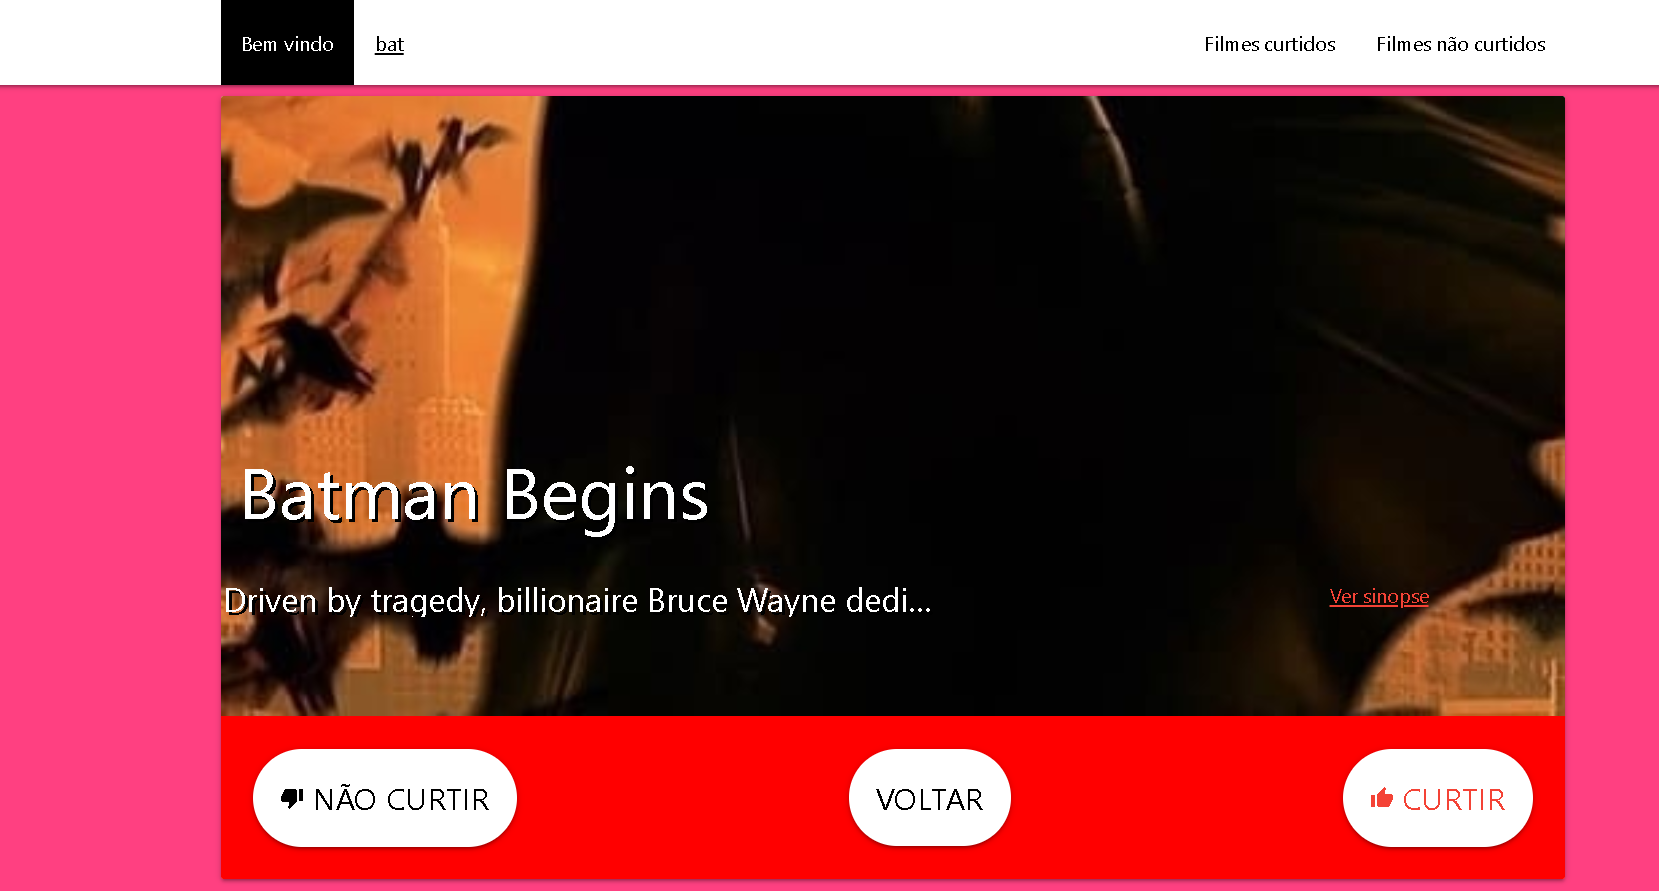 Bem vindo bat Filmes curtidos Filmes não curtidos
Batman Begins
Driven by tragedy, billionaire Bruce Wayne dedi... Ver sinopse
NÃO CURTIR VOLTAR CURTIR